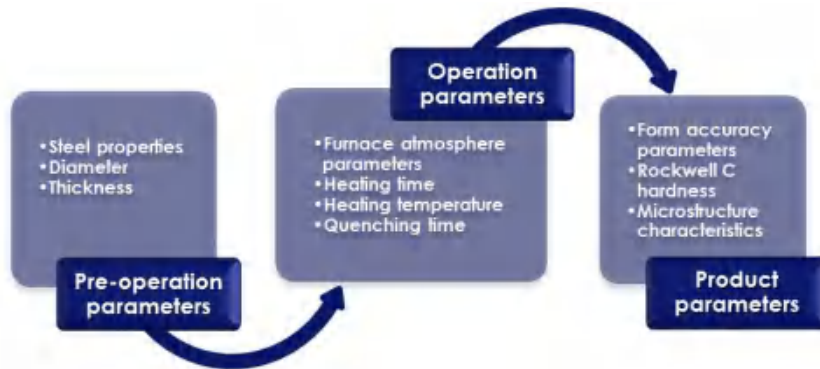 •Steel properties
•Diameter
•Thickness
Pre-operation
parameters
Operation
parameters
•Furnace atmosphere
parameters
•Heating time
•Heating temperature
•Quenching time
•Form accuracy
parameters
•Rockwell C
hardness
•Microstructure
characteristics
Product
parameters